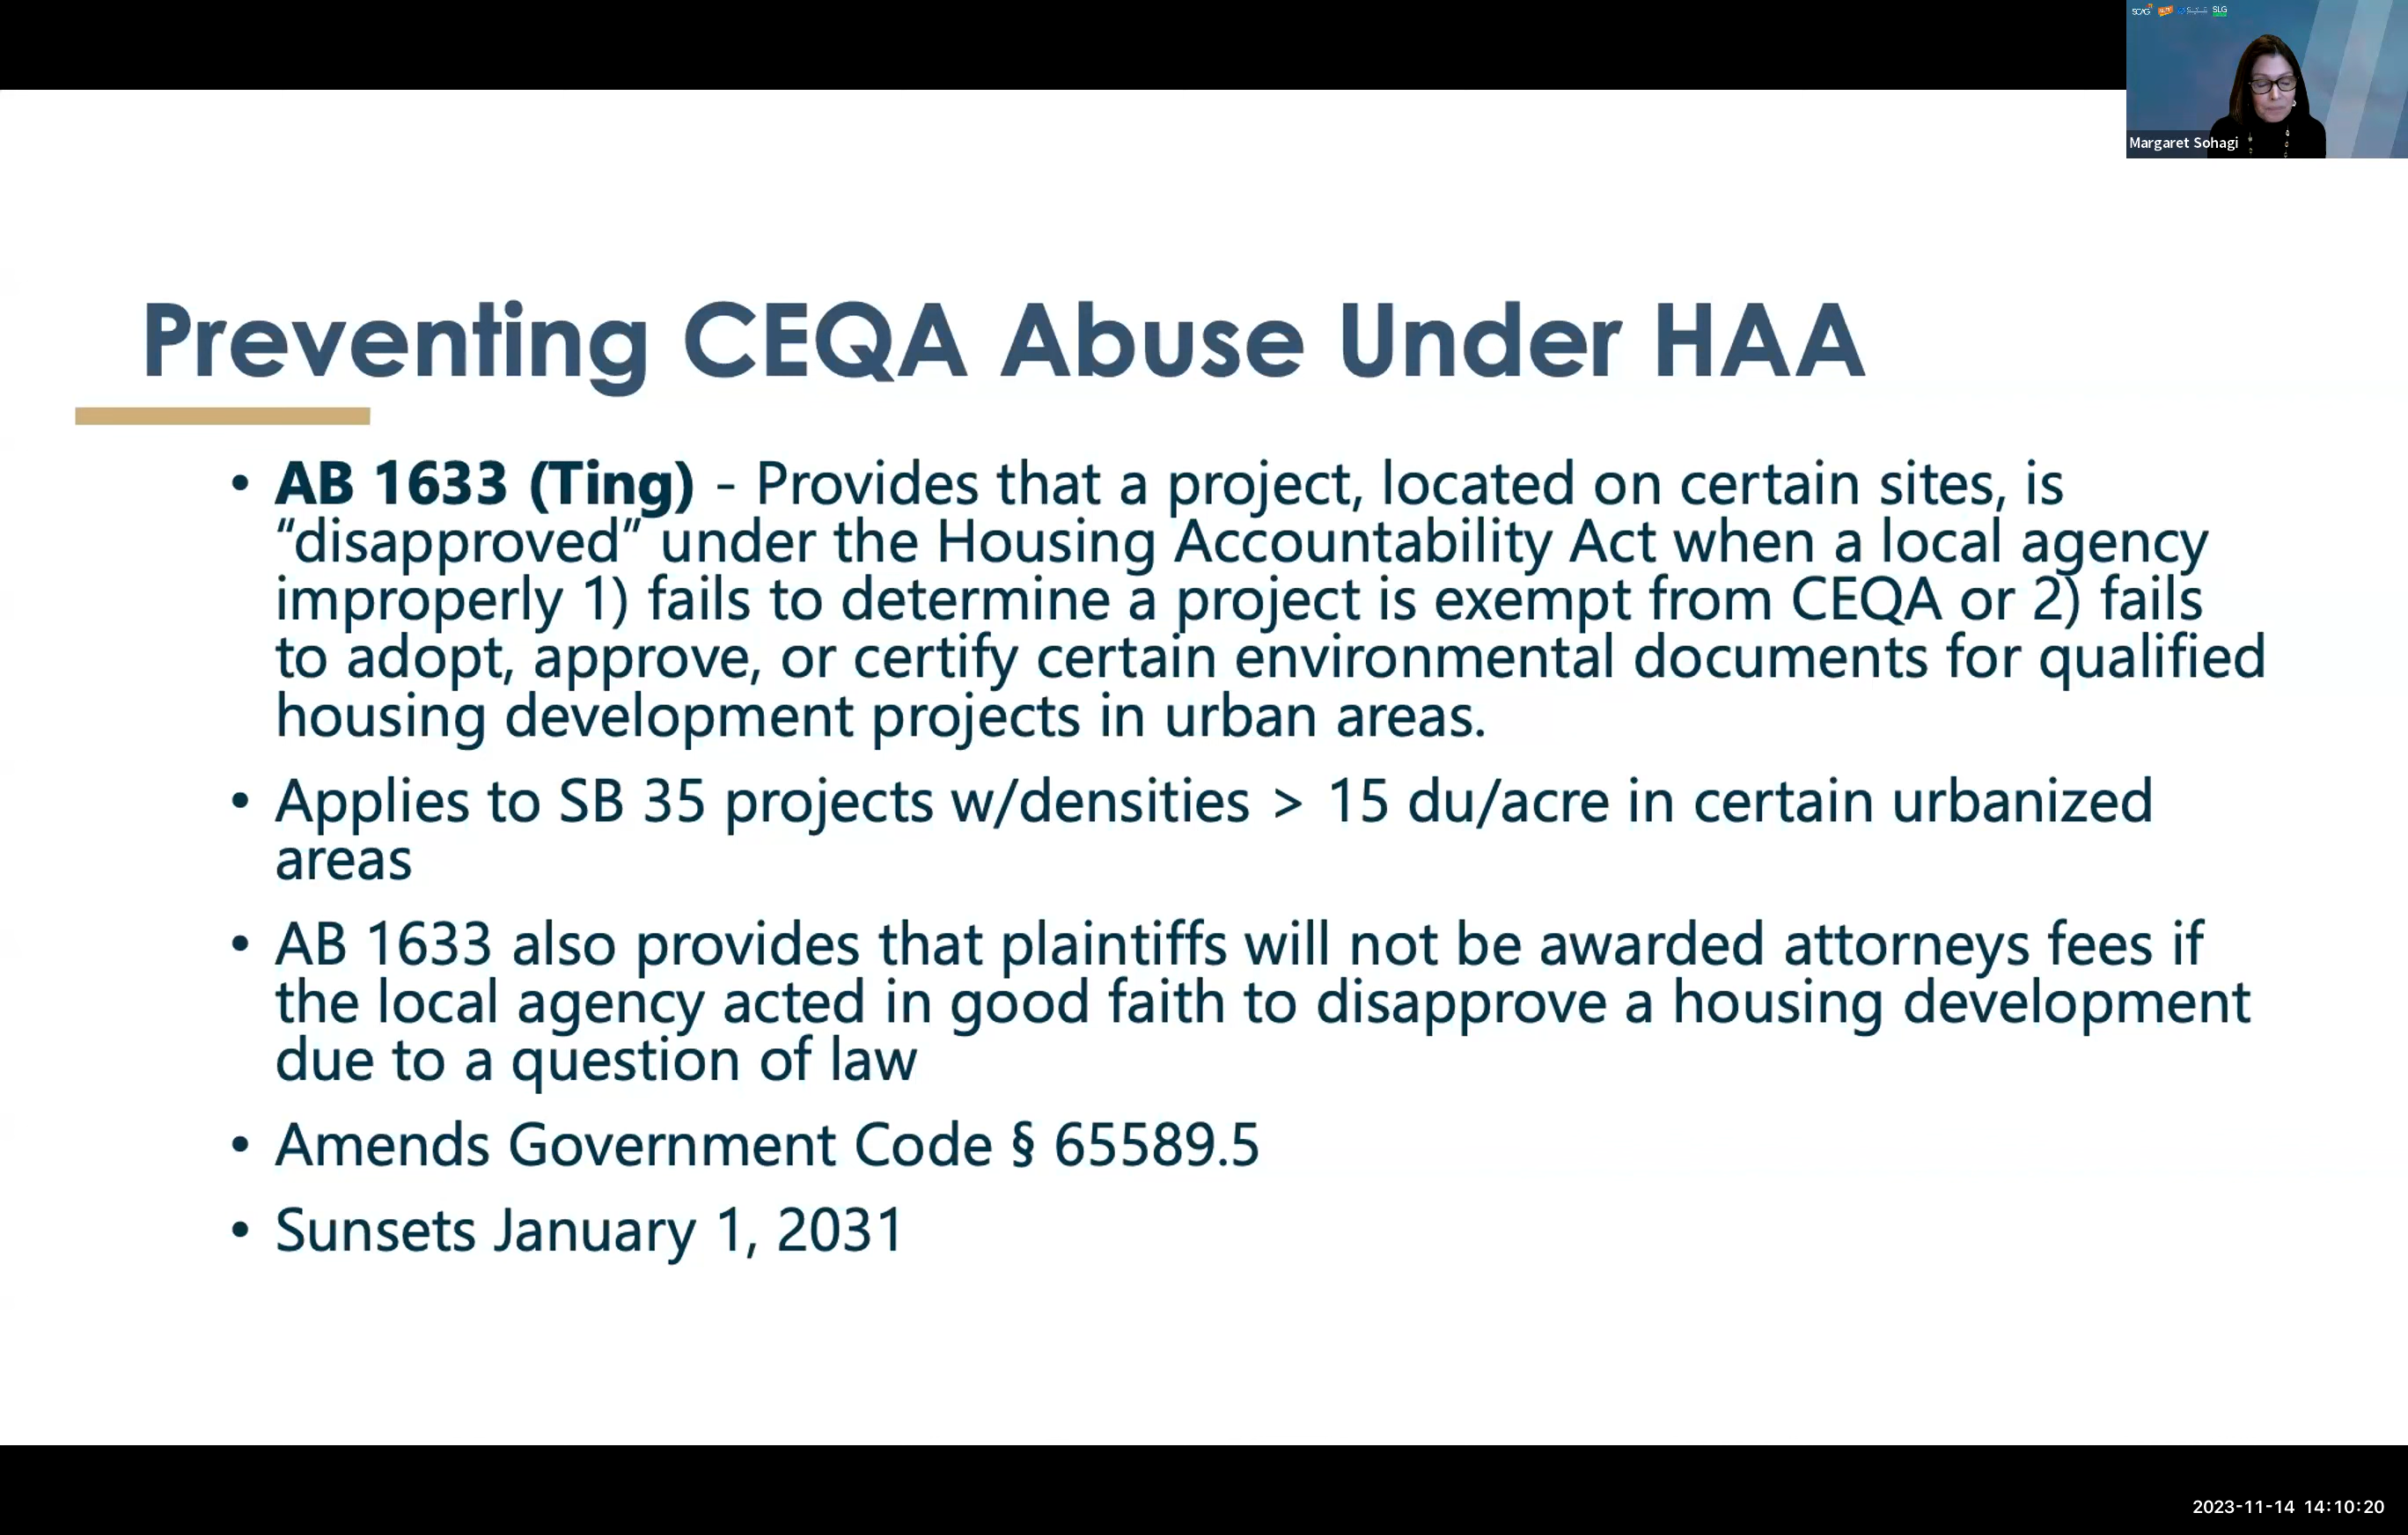 SCAG
SLG
Margaret Sohagi
Preventing CEQA Abuse Under HAA
• AB 1633 (Ting) - Provides that a project, located on certain sites, is
“disapproved” under the Housing Accountability Act when a local agency
improperly 1) fails to determine a project is exempt from CEQA or 2) fails
to adopt, approve, or certify certain environmental documents for qualified
housing development projects in urban areas.
• Applies to SB 35 projects w/densities > 15 du/acre in certain urbanized
areas
• AB 1633 also provides that plaintiffs will not be awarded attorneys fees if
the local agency acted in good faith to disapprove a housing development
due to a question of law
• Amends Government Code § 65589.5
• Sunsets January 1, 2031
2023-11-14 14:10:20